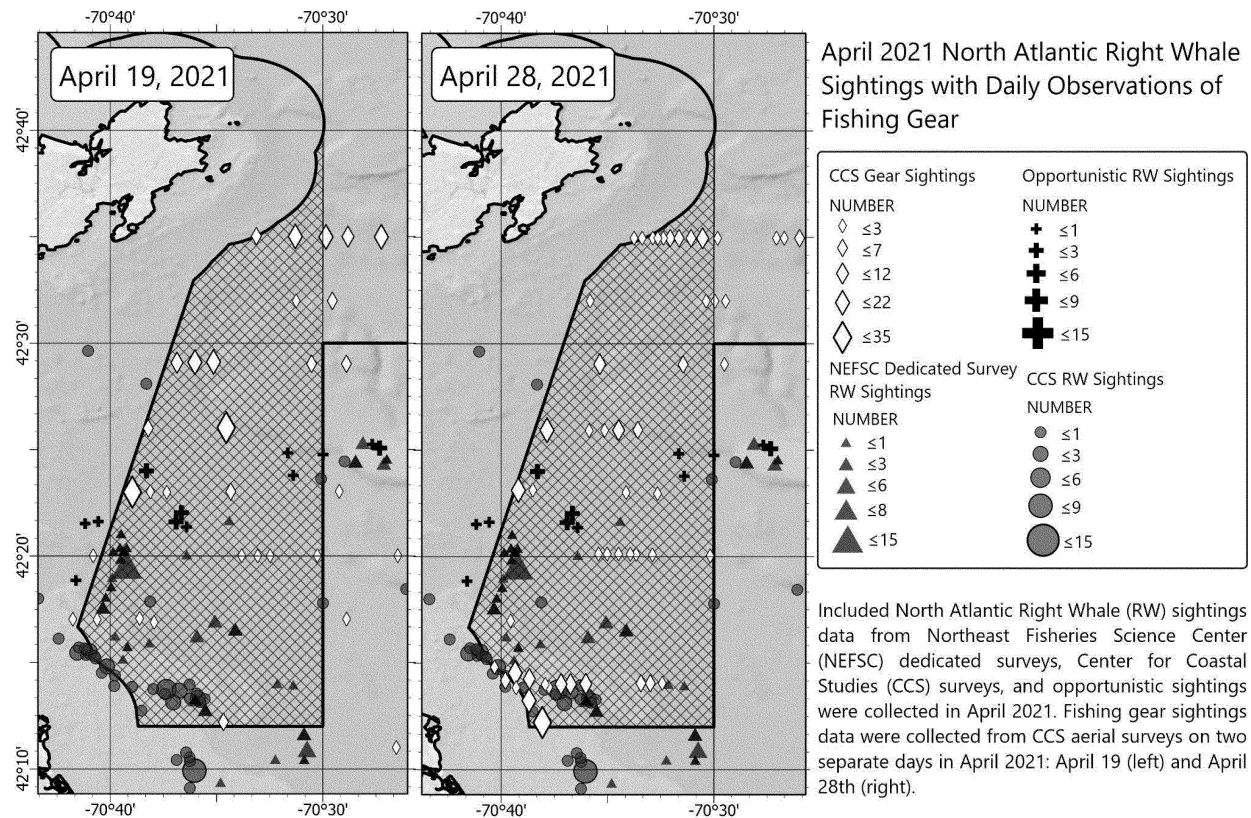 -70°40'
-70°30'
-70°40'
-70°30'
April 19, 2021
April 28, 2021
42°40'
42°30'
42°20'
42°10'
-70°40'
-70°30'
-70°40'
-70°30'
April 2021 North Atlantic Right Whale
Sightings with Daily Observations of
Fishing Gear
CCS Gear Sightings
NUMBER
≤3
≤7
≤12
≤22
≤35
Opportunistic RW Sightings
NUMBER
≤1
≤3
≤6
≤9
≤15
NEFSC Dedicated Survey
RW Sightings
NUMBER
≤1
≤3
≤6
≤8
≤15
CCS RW Sightings
NUMBER
≤1
≤3
≤6
≤9
≤15
Included North Atlantic Right Whale (RW) sightings
data from Northeast Fisheries Science Center
(NEFSC) dedicated surveys, Center for Coastal
Studies (CCS) surveys, and opportunistic sightings
were collected in April 2021. Fishing gear sightings
data were collected from CCS aerial surveys on two
separate days in April 2021: April 19 (left) and April
28th (right).